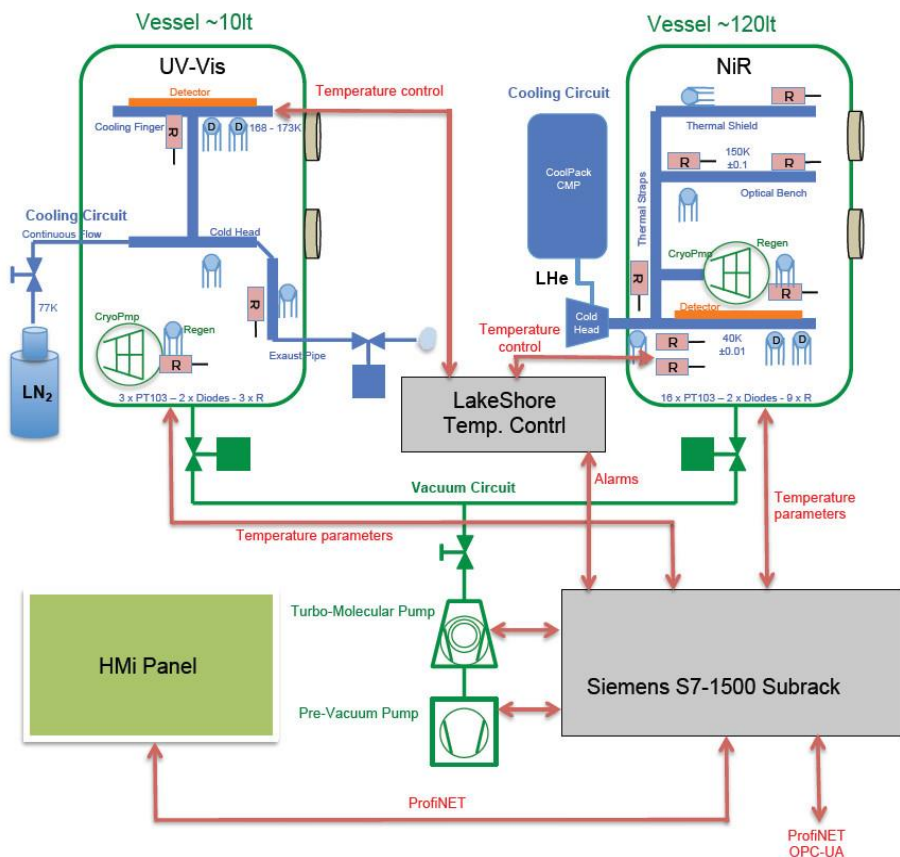 Vessel ~10lt
Vessel ~120lt
UV-Vis
Detector
Cooling Finger
R
D
D
168 - 173K
Temperature control
Cooling Circuit
Continuous Flow
Cold Head
77K
LN2
R
CryoPmp
Regen
R
Exaust Pipe
3 x PT103 – 2 x Diodes - 3 x R
Cooling Circuit
CoolPack
CMP
LHe
Cold
Head
NiR
R
Thermal Shield
R
150K
±0.1
R
Optical Bench
Thermal Straps
CryoPmp
Regen
R
R
Detector
Temperature
control
R
R
40K
±0.01
D
D
16 x PT103 – 2 x Diodes - 9 x R
LakeShore
Temp. Contrl
Alarms
Vacuum Circuit
Temperature parameters
Temperature
parameters
Turbo-Molecular Pump
HMi Panel
Siemens S7-1500 Subrack
Pre-Vacuum Pump
ProfiNET
ProfiNET
OPC-UA